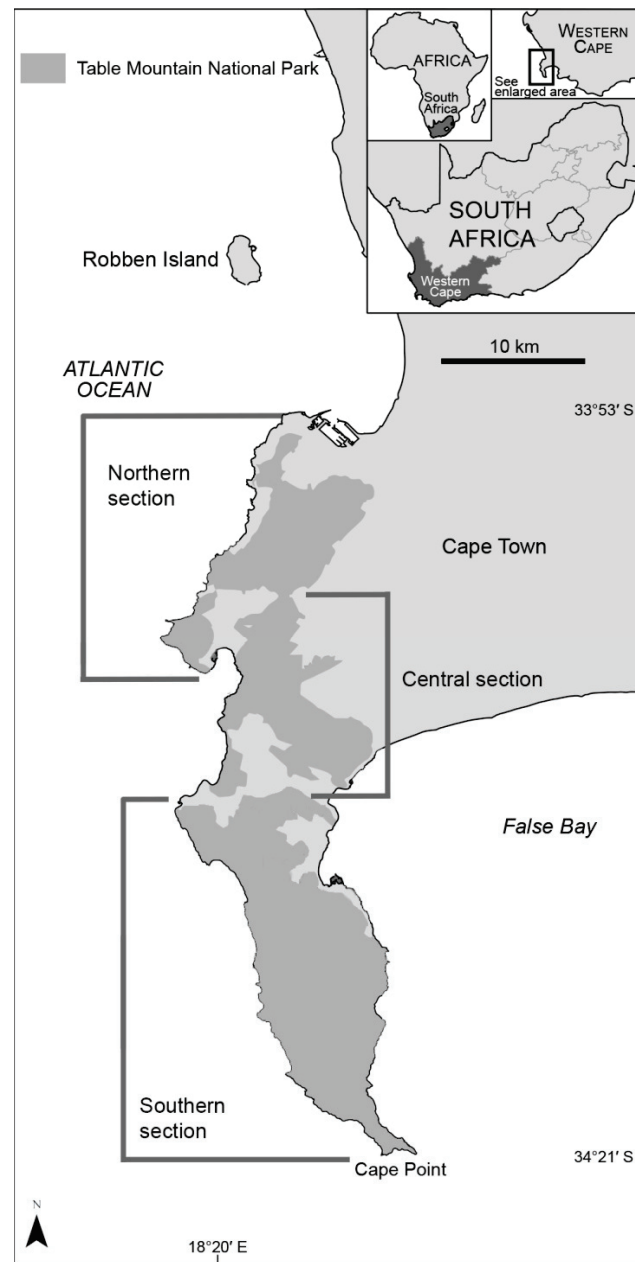 Table Mountain National Park
AFRICA
South
Africa
WESTERN
CAPE
See
enlarged area
SOUTH
AFRICA
Western
Cape
Robben Island
10 km
ATLANTIC
OCEAN
33°53′ S
Northern
section
Cape Town
Central section
False Bay
Southern
section
Cape Point
34°21′ S
N
18°20′ E